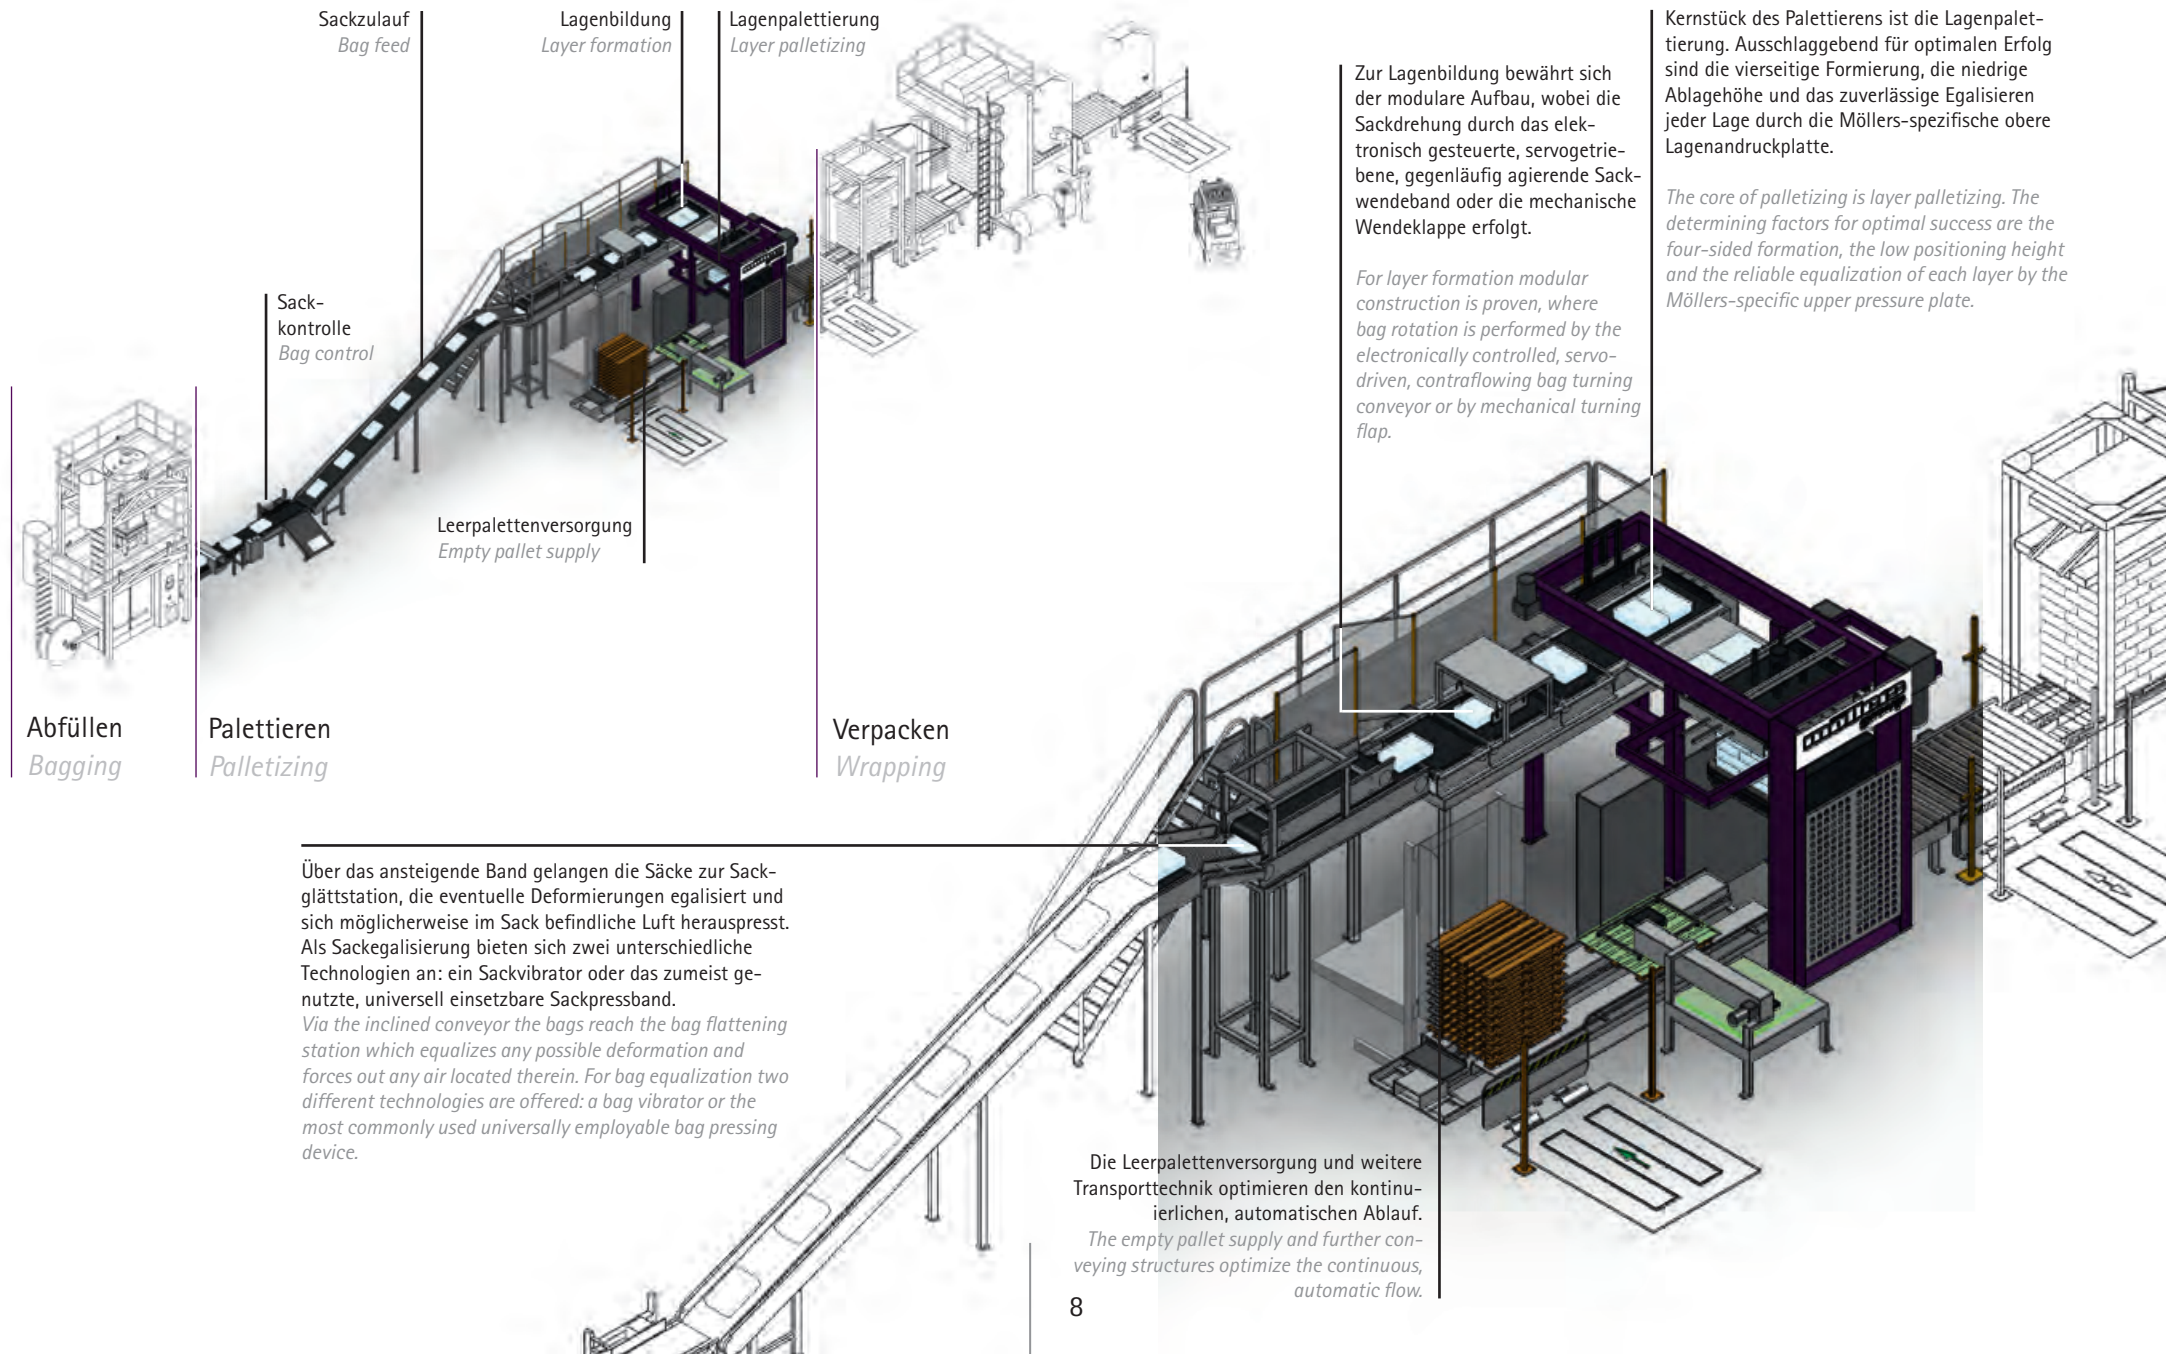 Sackzulauf
Bag feed
Lagenbildung
Layer formation
Lagenpalettierung
Layer palletizing
Sack-
kontrolle
Bag control
Leerpalettenversorgung
Empty pallet supply
Abfüllen
Bagging
Palettieren
Palletizing
Verpacken
Wrapping
Zur Lagenbildung bewährt sich
der modulare Aufbau, wobei die
Sackdrehung durch das elek-
tronisch gesteuerte, servogetrie-
bene, gegenläufig agierende Sack-
wendeband oder die mechanische
Wendeklappe erfolgt.
For layer formation modular
construction is proven, where
bag rotation is performed by the
electronically controlled, servo-
driven, contraflowing bag turning
conveyor or by mechanical turning
flap.
Kernstück des Palettierens ist die Lagenpalet-
tierung. Ausschlaggebend für optimalen Erfolg
sind die vierseitige Formierung, die niedrige
Ablagehöhe und das zuverlässige Egalisieren
jeder Lage durch die Möllers-spezifische obere
Lagenandruckplatte.
The core of palletizing is layer palletizing. The
determining factors for optimal success are the
four-sided formation, the low positioning height
and the reliable equalization of each layer by the
Möllers-specific upper pressure plate.
Über das ansteigende Band gelangen die Säcke zur Sack-
glättstation, die eventuelle Deformierungen egalisiert und
sich möglicherweise im Sack befindliche Luft herauspresst.
Als Sackegalisierung bieten sich zwei unterschiedliche
Technologien an: ein Sackvibrator oder das zumeist ge-
nutzte, universell einsetzbare Sackpressband.
Via the inclined conveyor the bags reach the bag flattening
station which equalizes any possible deformation and
forces out any air located therein. For bag equalization two
different technologies are offered: a bag vibrator or the
most commonly used universally employable bag pressing
device.
Die Leerpalettenversorgung und weitere
Transporttechnik optimieren den kontinu-
ierlichen, automatischen Ablauf.
The empty pallet supply and further con-
veying structures optimize the continuous,
automatic flow.
8